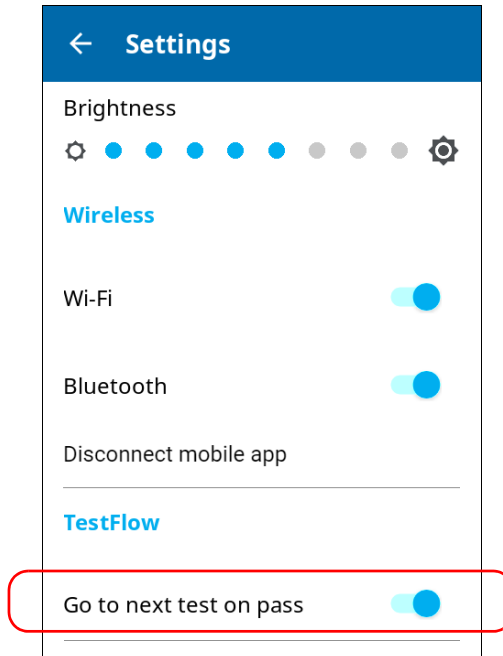 Settings
Brightness
Wireless
Wi-Fi
Bluetooth
Disconnect mobile app
TestFlow
Go to next test on pass